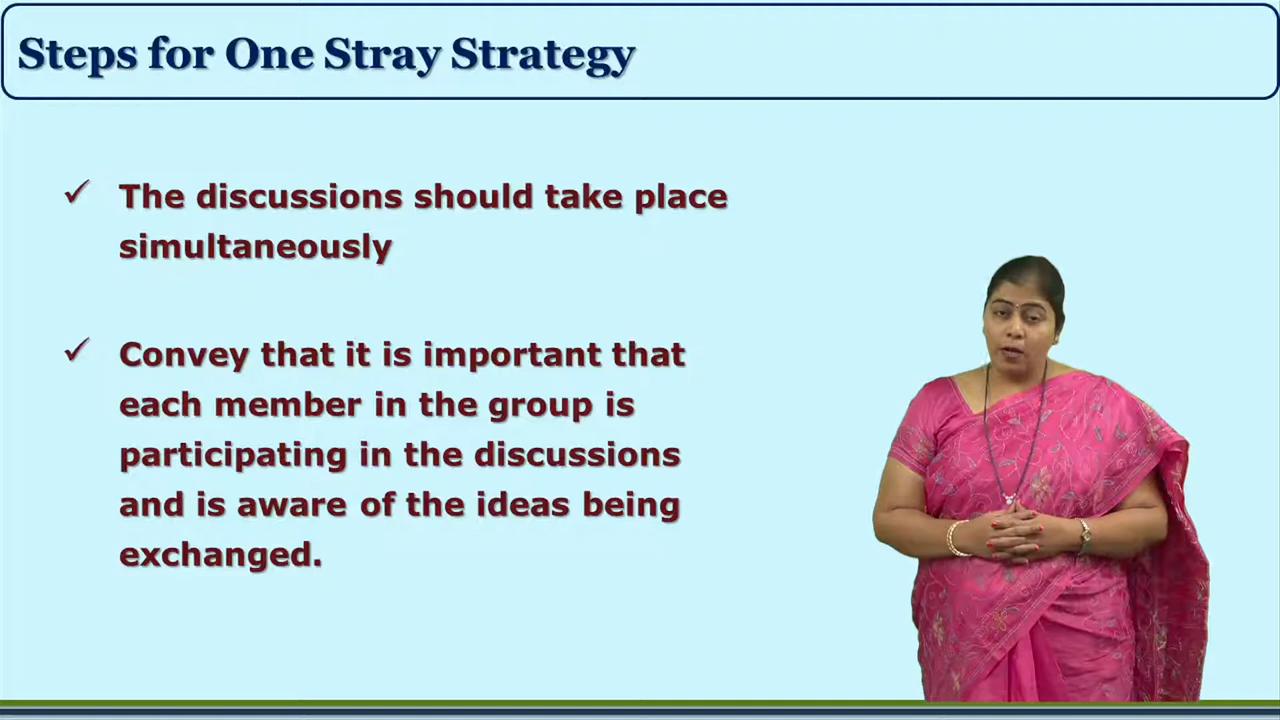 Steps for One Stray Strategy
✓ The discussions should take place
simultaneously
✓ Convey that it is important that
each member in the group is
participating in the discussions
and is aware of the ideas being
exchanged.